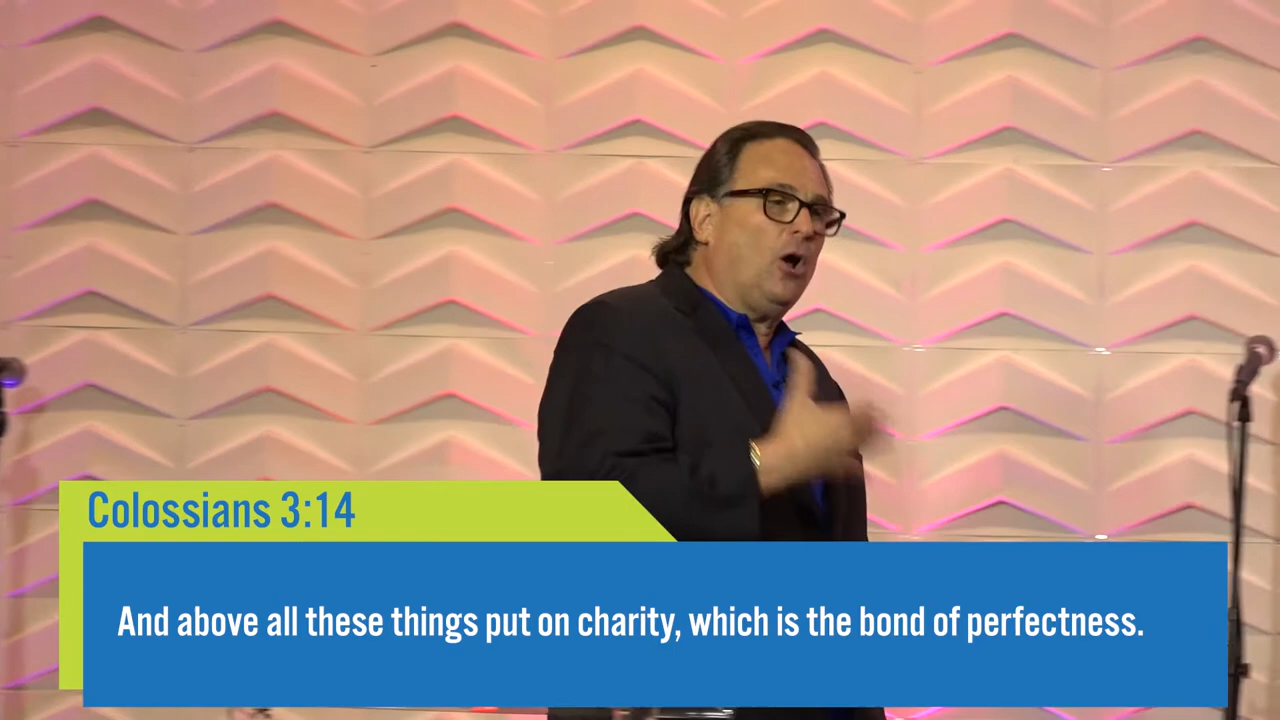 Colossians 3:14
And above all these things put on charity, which is the bond of perfectness.